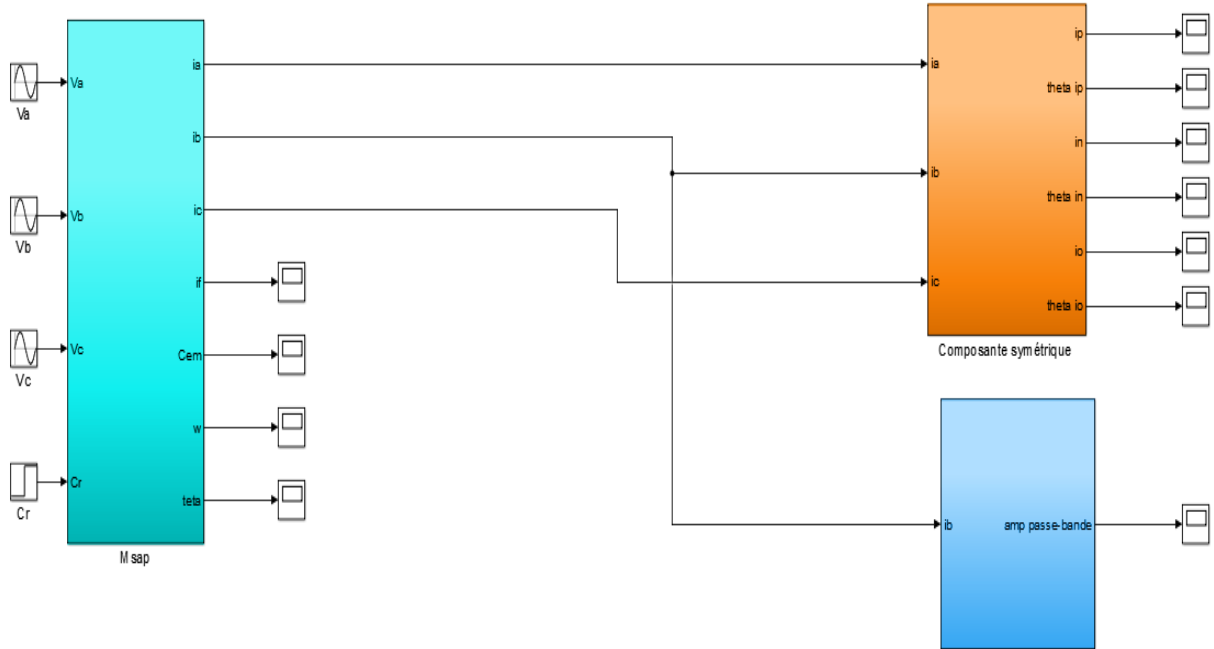 Va
Va
Vb
Vb
Vc
Vc
Cr
Cr
ia
ib
ic
if
Cem
w
teta
Msap
ia
ib
ic
ip
theta ip
in
theta in
io
theta io
Composante symétrique
ib
amp passe-bande